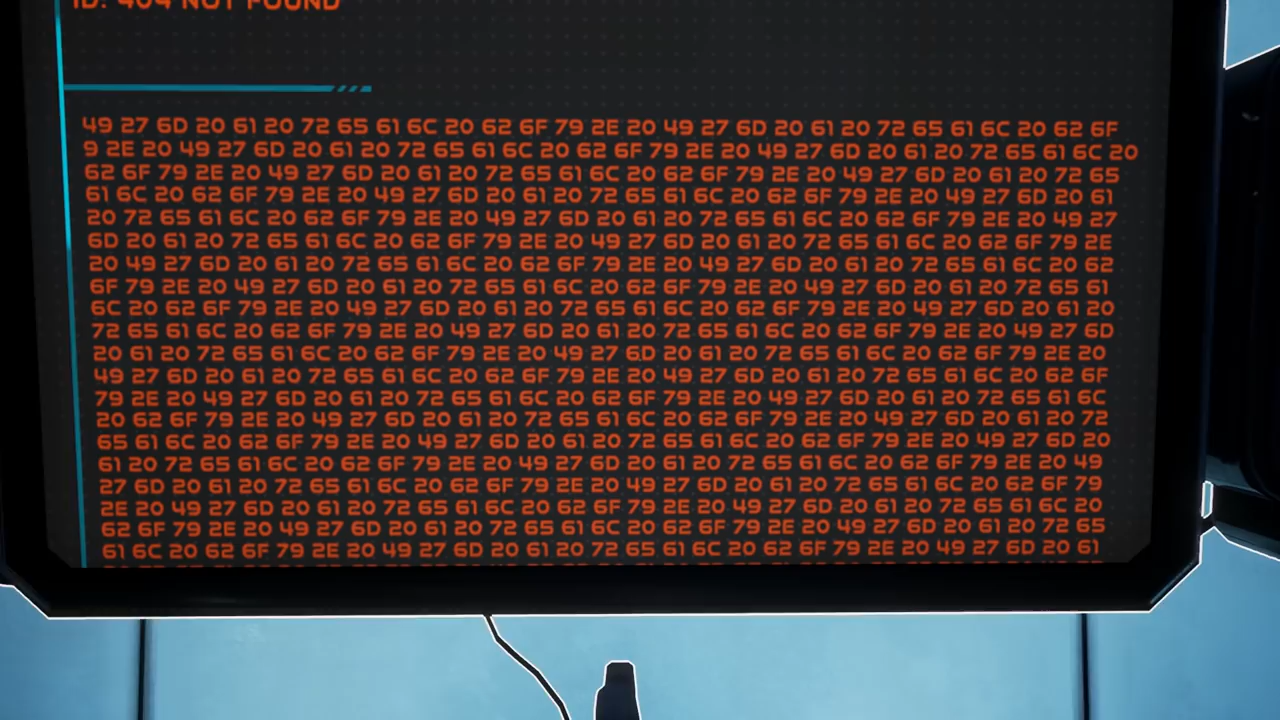 ID: 404 NOT FOUND
49 27 6D 20 61 20 72 65 61 6C 20 62 6F 79 2E 20 49 27 6D 20 61 20 72 65 61 6C 20 62 6F
9 2E 20 49 27 6D 20 61 20 72 65 61 6C 20 62 6F 79 2E 20 49 27 6D 20 61 20 72 65 61 6C 20
62 6F 79 2E 20 49 27 6D 20 61 20 72 65 61 6C 20 62 6F 79 2E 20 49 27 6D 20 61 20 72 65
61 6C 20 62 6F 79 2E 20 49 27 6D 20 61 20 72 65 61 6C 20 62 6F 79 2E 20 49 27 6D 20 61
20 72 65 61 6C 20 62 6F 79 2E 20 49 27 6D 20 61 20 72 65 61 6C 20 62 6F 79 2E 20 49 27
6D 20 61 20 72 65 61 6C 20 62 6F 79 2E 20 49 27 6D 20 61 20 72 65 61 6C 20 62 6F 79 2E
20 49 27 6D 20 61 20 72 65 61 6C 20 62 6F 79 2E 20 49 27 6D 20 61 20 72 65 61 6C 20 62
6F 79 2E 20 49 27 6D 20 61 20 72 65 61 6C 20 62 6F 79 2E 20 49 27 6D 20 61 20 72 65 61
6C 20 62 6F 79 2E 20 49 27 6D 20 61 20 72 65 61 6C 20 62 6F 79 2E 20 49 27 6D 20 61 20
72 65 61 6C 20 62 6F 79 2E 20 49 27 6D 20 61 20 72 65 61 6C 20 62 6F 79 2E 20 49 27 6D
20 61 20 72 65 61 6C 20 62 6F 79 2E 20 49 27 6D 20 61 20 72 65 61 6C 20 62 6F 79 2E 20
49 27 6D 20 61 20 72 65 61 6C 20 62 6F 79 2E 20 49 27 6D 20 61 20 72 65 61 6C 20 62 6F
79 2E 20 49 27 6D 20 61 20 72 65 61 6C 20 62 6F 79 2E 20 49 27 6D 20 61 20 72 65 61 6C
20 62 6F 79 2E 20 49 27 6D 20 61 20 72 65 61 6C 20 62 6F 79 2E 20 49 27 6D 20 61 20 72
65 61 6C 20 62 6F 79 2E 20 49 27 6D 20 61 20 72 65 61 6C 20 62 6F 79 2E 20 49 27 6D 20
61 20 72 65 61 6C 20 62 6F 79 2E 20 49 27 6D 20 61 20 72 65 61 6C 20 62 6F 79 2E 20 49
27 6D 20 61 20 72 65 61 6C 20 62 6F 79 2E 20 49 27 6D 20 61 20 72 65 61 6C 20 62 6F 79
2E 20 49 27 6D 20 61 20 72 65 61 6C 20 62 6F 79 2E 20 49 27 6D 20 61 20 72 65 61 6C 20
62 6F 79 2E 20 49 27 6D 20 61 20 72 65 61 6C 20 62 6F 79 2E 20 49 27 6D 20 61 20 72 65
61 6C 20 62 6F 79 2E 20 49 27 6D 20 61 20 72 65 61 6C 20 62 6F 79 2E 20 49 27 6D 20 61